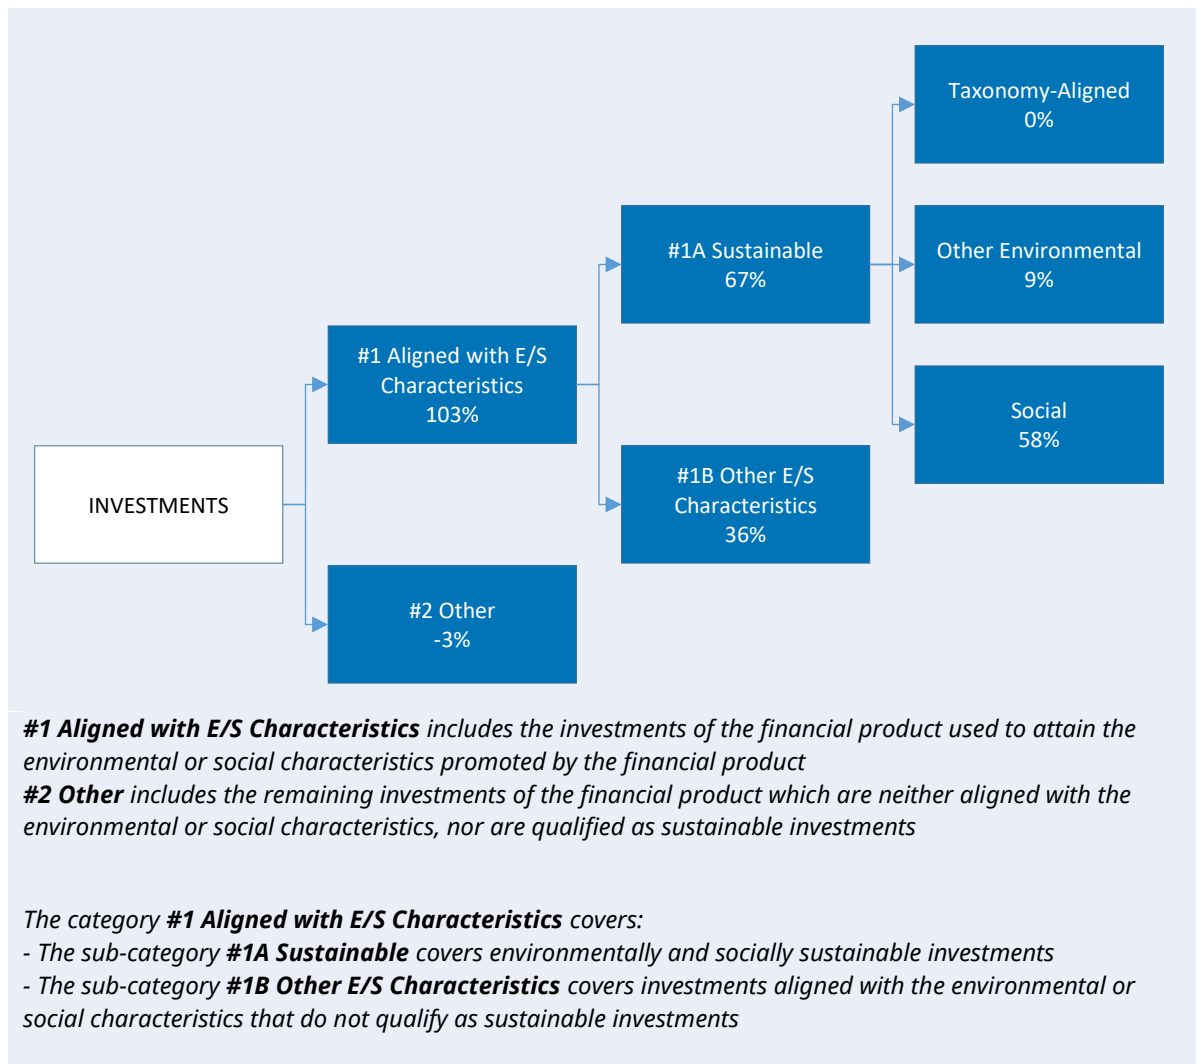 Taxonomy-Aligned
0%
#1A Sustainable
67%
Other Environmental
9%
#1 Aligned with E/S
Characteristics
103%
Social
58%
INVESTMENTS
#1B Other E/S
Characteristics
36%
#2 Other
-3%
#1 Aligned with E/S Characteristics includes the investments of the financial product used to attain the
environmental or social characteristics promoted by the financial product
#2 Other includes the remaining investments of the financial product which are neither aligned with the
environmental or social characteristics, nor are qualified as sustainable investments
The category #1 Aligned with E/S Characteristics covers:
- The sub-category #1A Sustainable covers environmentally and socially sustainable investments
- The sub-category #1B Other E/S Characteristics covers investments aligned with the environmental or
social characteristics that do not qualify as sustainable investments